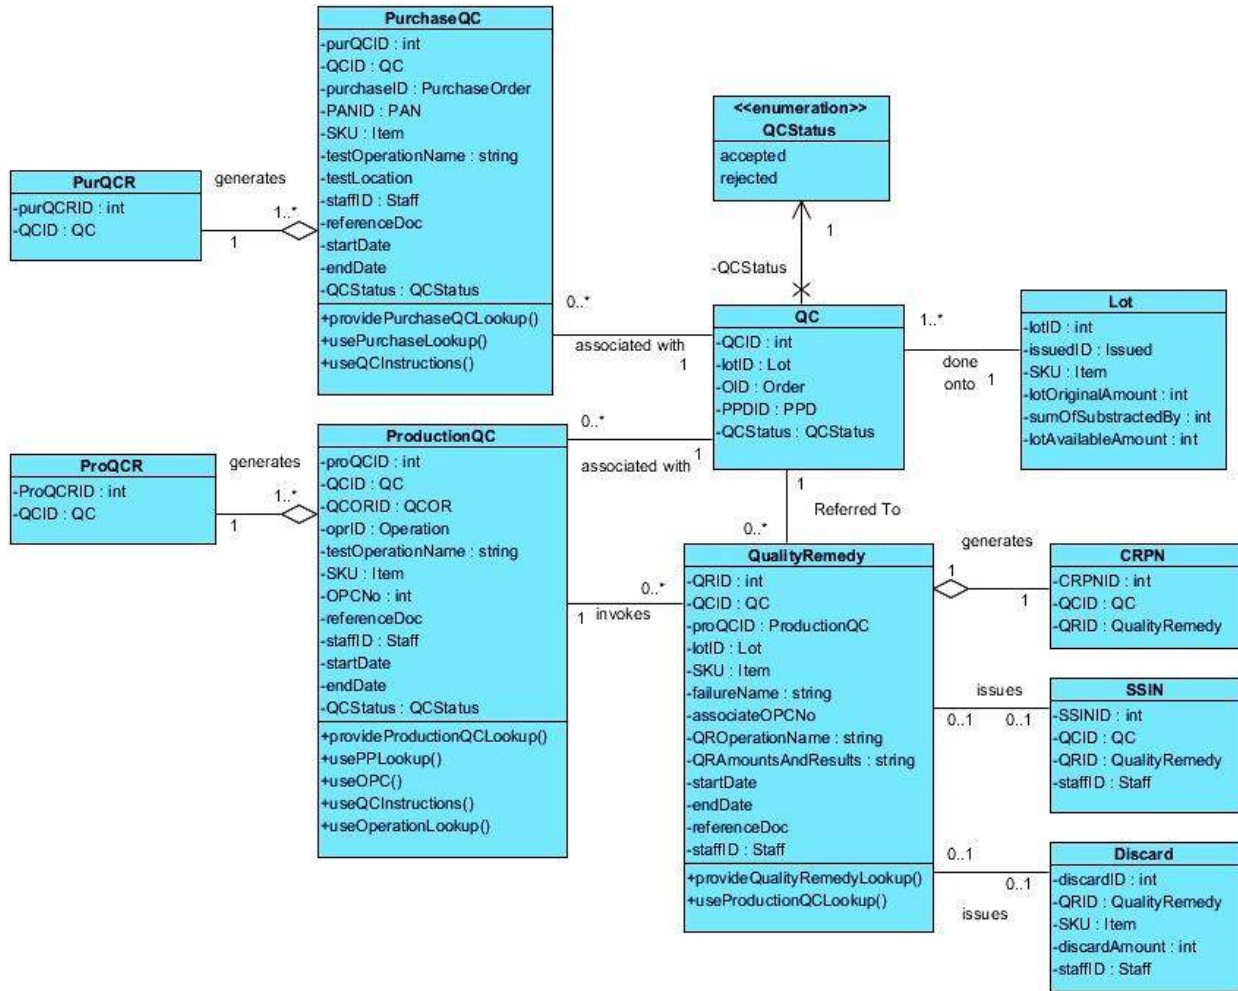 PurchaseQC
-purQCID : int
-QCID : QC
-purchaseID : PurchaseOrder
-PANID : PAN
-SKU : Item
-testOperationName : string
-testLocation
-staffID : Staff
-referenceDoc
-startDate
-endDate
-QCStatus : QCStatus
+providePurchaseQCLookup()
+usePurchaseLookup()
+useQCInstructions()
PurQCR
-purQCRID : int
-QCID : QC
generates
1..*
1
<<enumeration>>
QCStatus
accepted
rejected
1
-QCStatus
0..*
associated with
1
QC
-QCID : int
-lotID : Lot
-OID : Order
-PPDID : PPD
-QCStatus : QCStatus
1..*
done
onto
1
Lot
-lotID : int
-issuedID : Issued
-SKU : Item
-lotOriginalAmount : int
-sumOfSubstractedBy : int
-lotAvailableAmount : int
ProductionQC
-proQCID : int
-QCID : QC
-QCORID : QCOR
-oprID : Operation
-testOperationName : string
-SKU : Item
-OPCNo : int
-referenceDoc
-staffID : Staff
-startDate
-endDate
-QCStatus : QCStatus
+provideProductionQCLookup()
+usePPLookup()
+useOPC()
+useQCInstructions()
+useOperationLookup()
ProQCR
-ProQCRID : int
-QCID : QC
generates
1..*
1
0..*
associated with
1
1
Referred To
0..*
0..*
1
invokes
QualityRemedy
-QRID : int
-QCID : QC
-proQCID : ProductionQC
-lotID : Lot
-SKU : Item
-failureName : string
-associateOPCNo
-QROperationName : string
-QRAmountsAndResults : string
-startDate
-endDate
-referenceDoc
-staffID : Staff
+provideQualityRemedyLookup()
+useProductionQCLookup()
generates
1
1
CRPN
-CRPNID : int
-QCID : QC
-QRID : QualityRemedy
issues
0..1
0..1
SSIN
-SSINID : int
-QCID : QC
-QRID : QualityRemedy
-staffID : Staff
0..1
0..1
issues
Discard
-discardID : int
-QRID : QualityRemedy
-SKU : Item
-discardAmount : int
-staffID : Staff